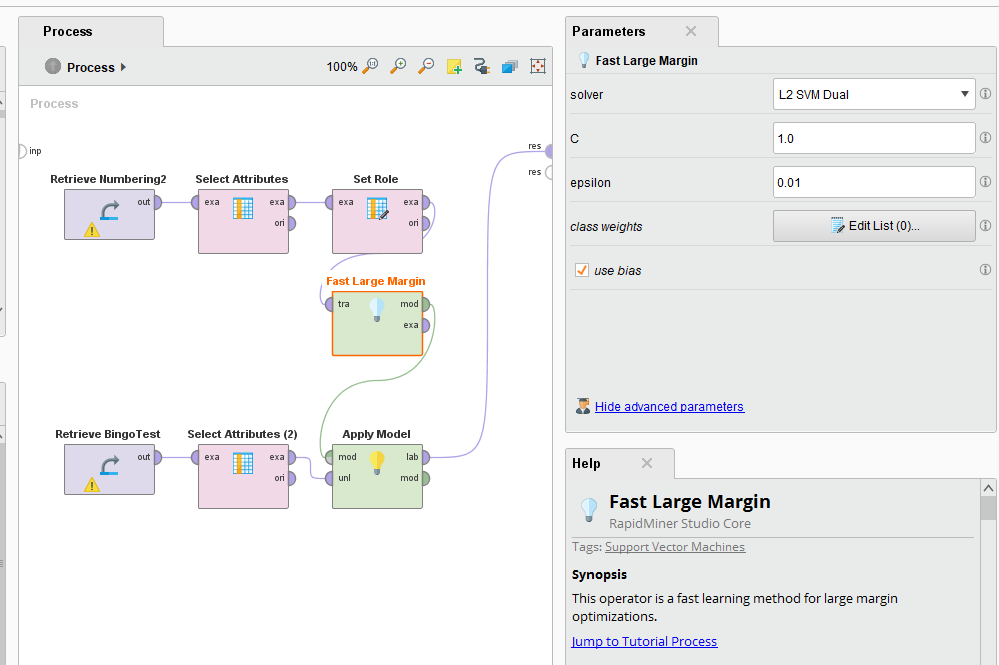 Process
Process
100%
Process
inp
res
res
Retrieve Numbering2
out
Select Attributes
exa
exa
ori
Set Role
exa
exa
ori
Fast Large Margin
tra
mod
exa
Retrieve BingoTest
out
Select Attributes (2)
exa
exa
ori
Apply Model
mod
lab
unl
mod
Parameters
Fast Large Margin
solver
L2 SVM Dual
C
1.0
epsilon
0.01
class weights
Edit List (0)...
use bias
Hide advanced parameters
Help
Fast Large Margin
RapidMiner Studio Core
Tags: Support Vector Machines
Synopsis
This operator is a fast learning method for large margin
optimizations.
Jump to Tutorial Process